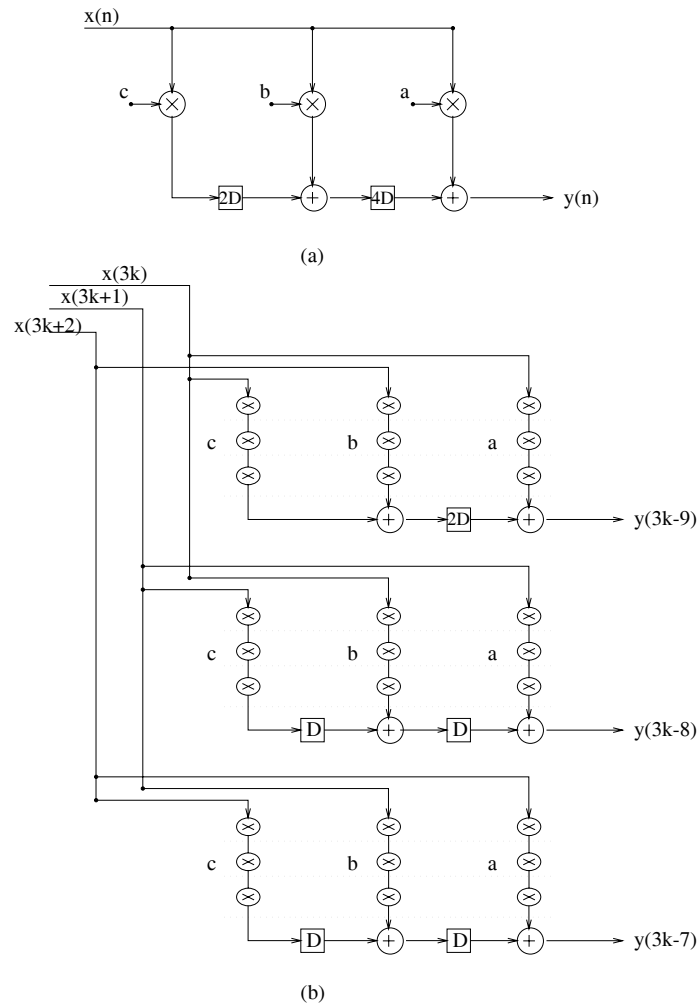 x(n)
c b a
2D 4D y(n)
(a)
x(3k)
x(3k+1)
x(3k+2)
c b a
2D y(3k-9)
c b a
D D y(3k-8)
c b a
D D y(3k-7)
(b)